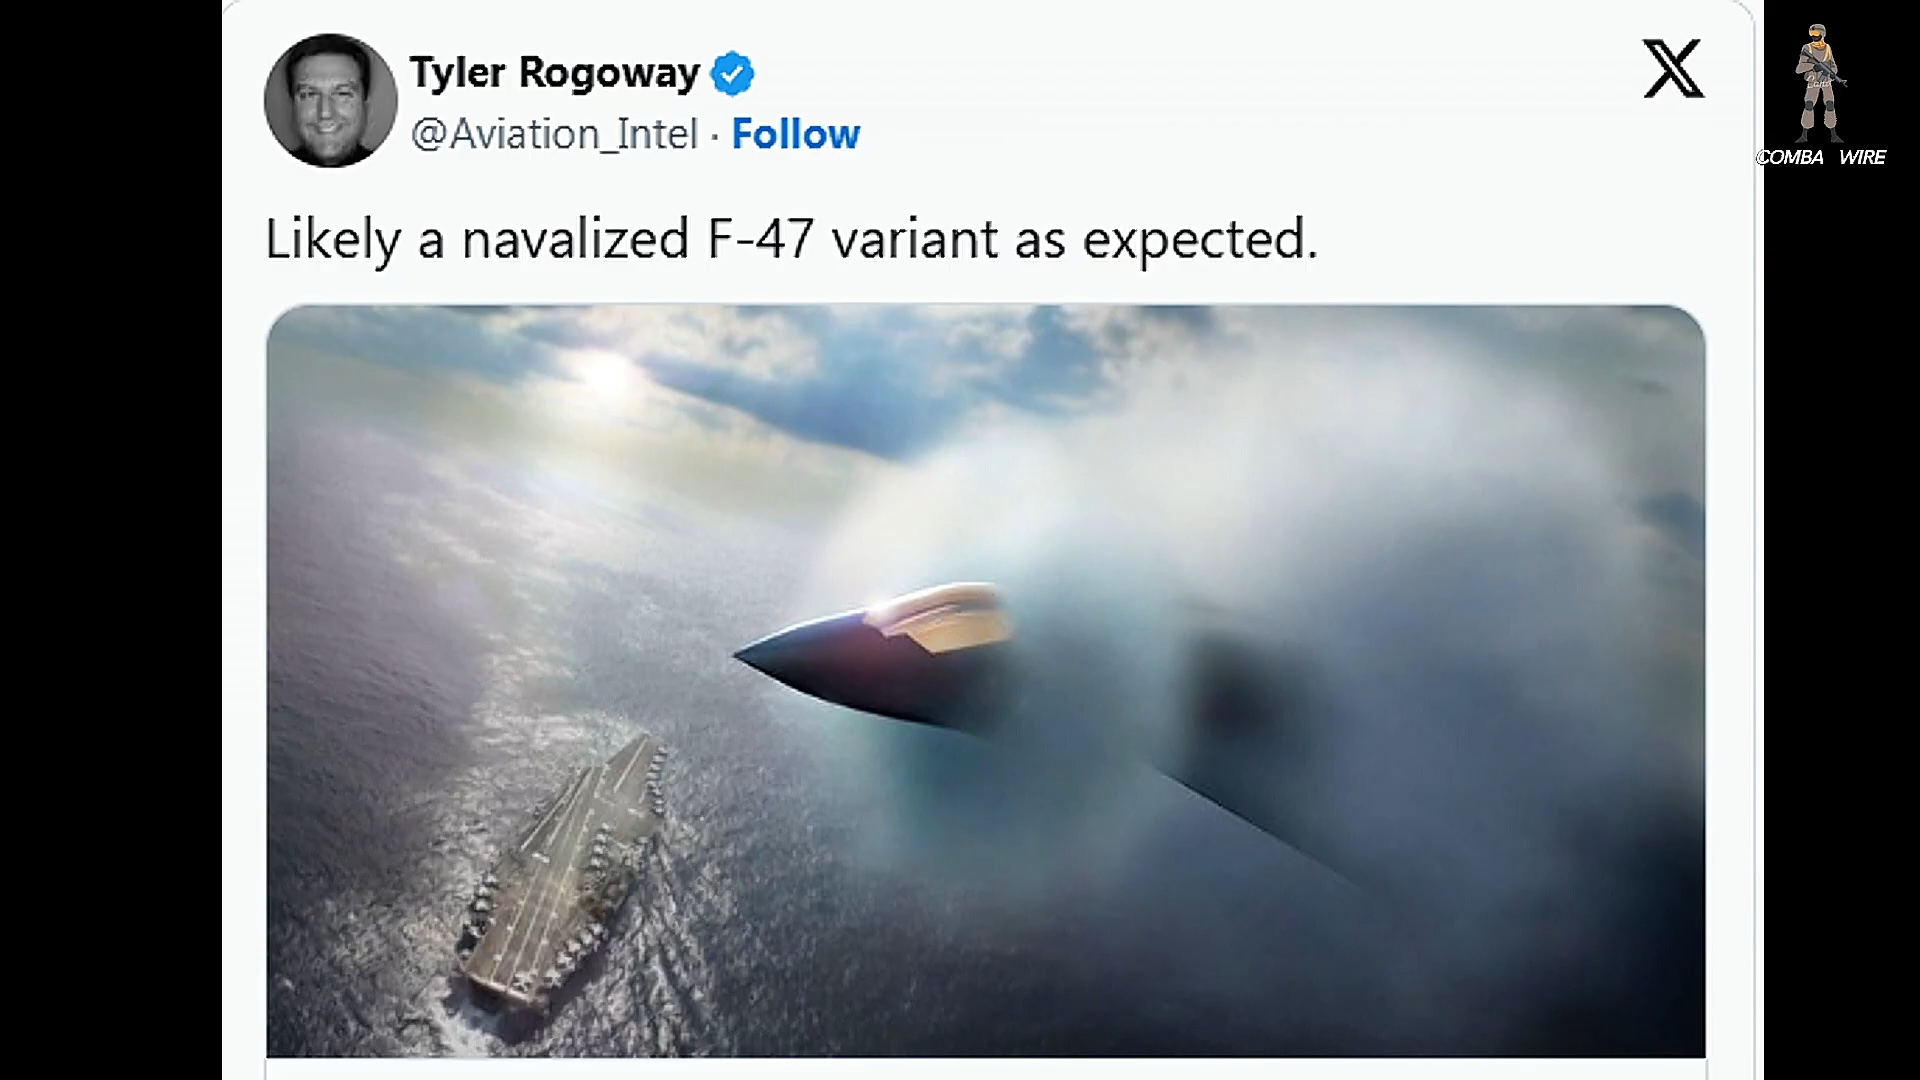 Tyler Rogoway
@Aviation_Intel · Follow
Likely a navalized F-47 variant as expected.
COMBA WIRE